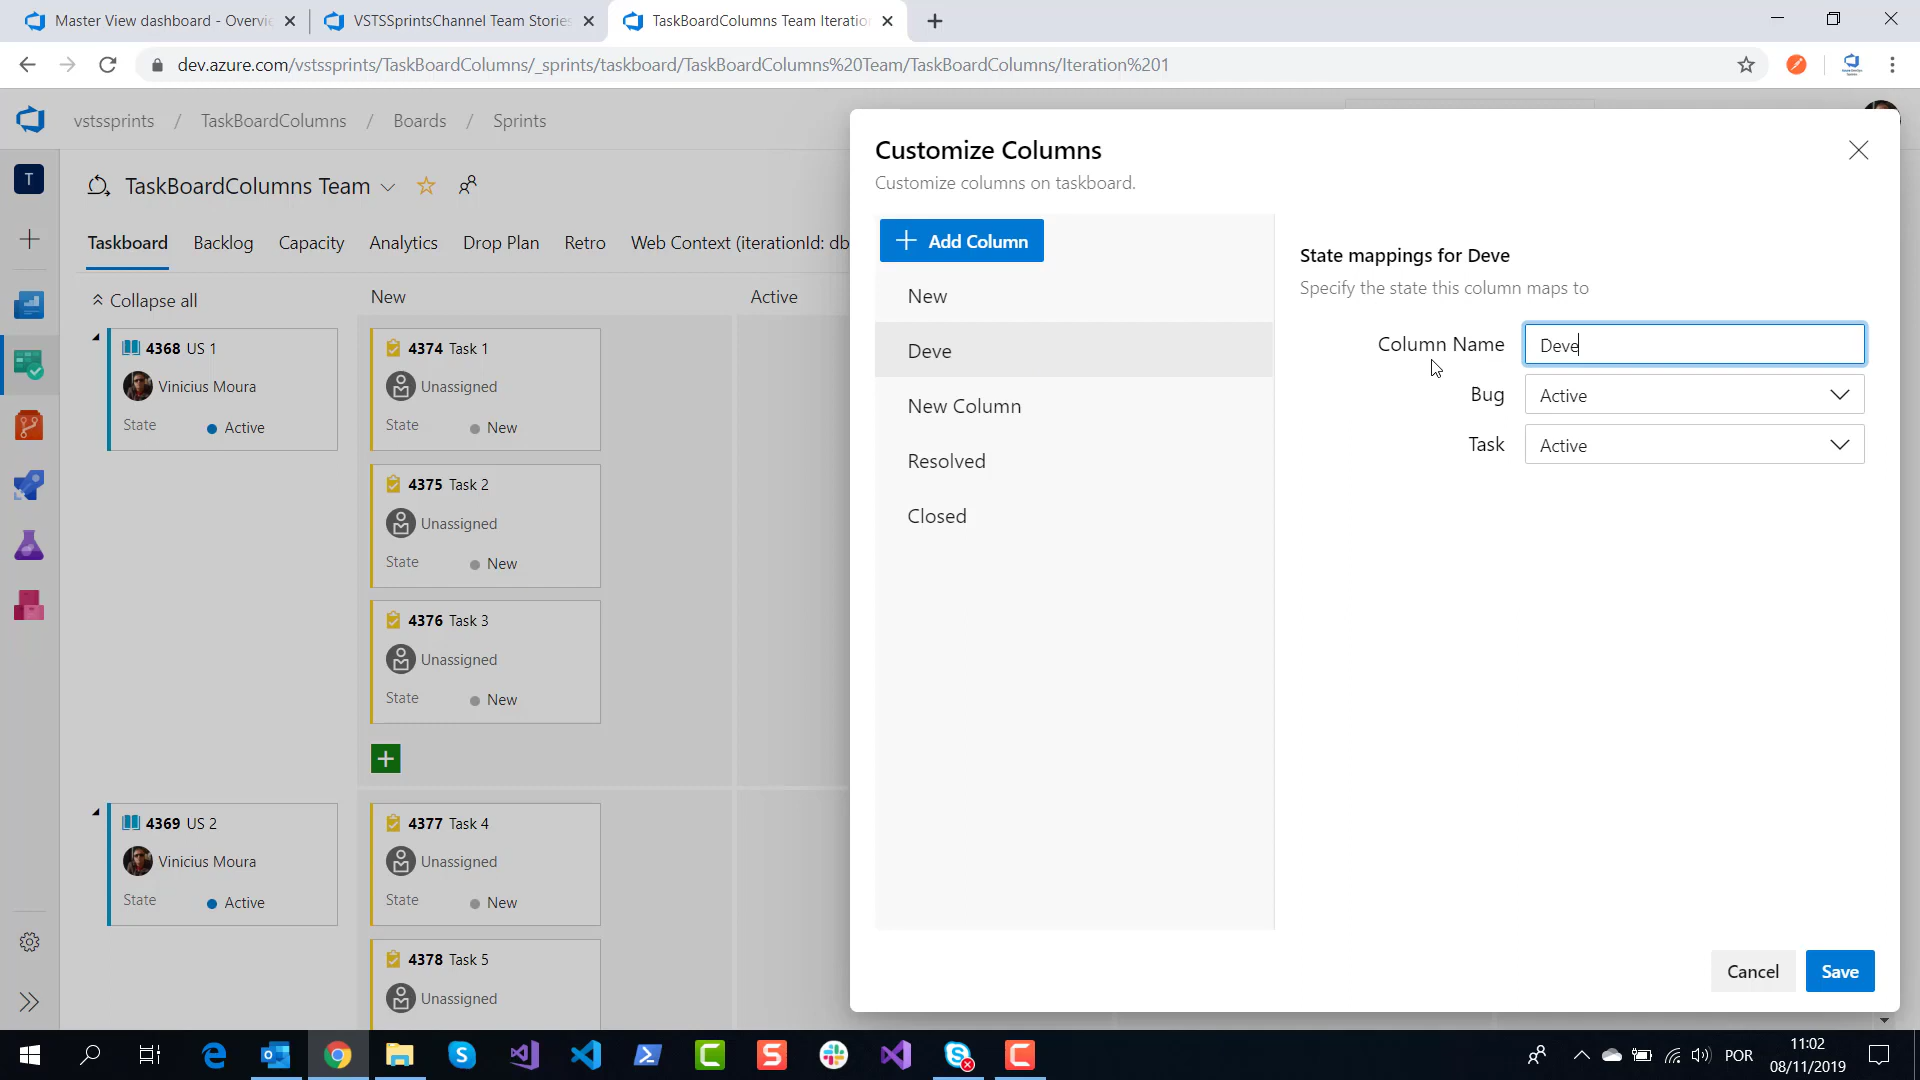 Master View dashboard - Overvie
VSTSSprintsChannel Team Stories
TaskBoardColumns Team Iteration
dev.azure.com/vstssprints/TaskBoardColumns/_sprints/taskboard/TaskBoardColumns%20Team/TaskBoardColumns/Iteration%201
vstssprints / TaskBoardColumns / Boards / Sprints
T
TaskBoardColumns Team
Taskboard Backlog Capacity Analytics Drop Plan Retro Web Context (iterationId: db
Collapse all
New
Active
4368 US 1
Vinicius Moura
State Active
4374 Task 1
Unassigned
State New
4375 Task 2
Unassigned
State New
4376 Task 3
Unassigned
State New
4369 US 2
Vinicius Moura
State Active
4377 Task 4
Unassigned
State New
4378 Task 5
Unassigned
Customize Columns
Customize columns on taskboard.
Add Column
New
Deve
New Column
Resolved
Closed
State mappings for Deve
Specify the state this column maps to
Column Name Deve
Bug Active
Task Active
Cancel
Save
POR
11:02
08/11/2019